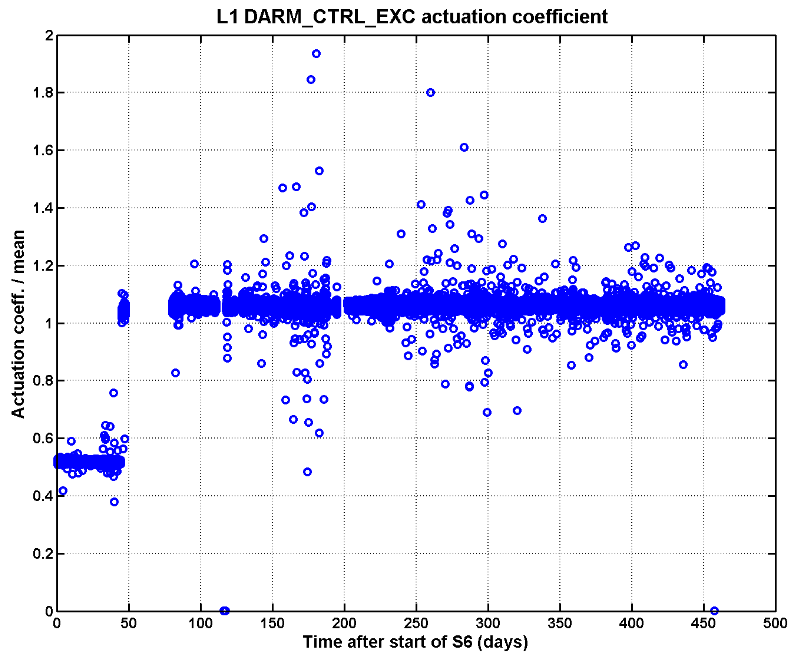 L1 DARM_CTRL_EXC actuation coefficient
2
1.8
1.6
1.4
1.2
1
0.8
0.6
0.4
0.2
0
Actuation coeff. / mean
0 50 100 150 200 250 300 350 400 450 500
Time after start of S6 (days)